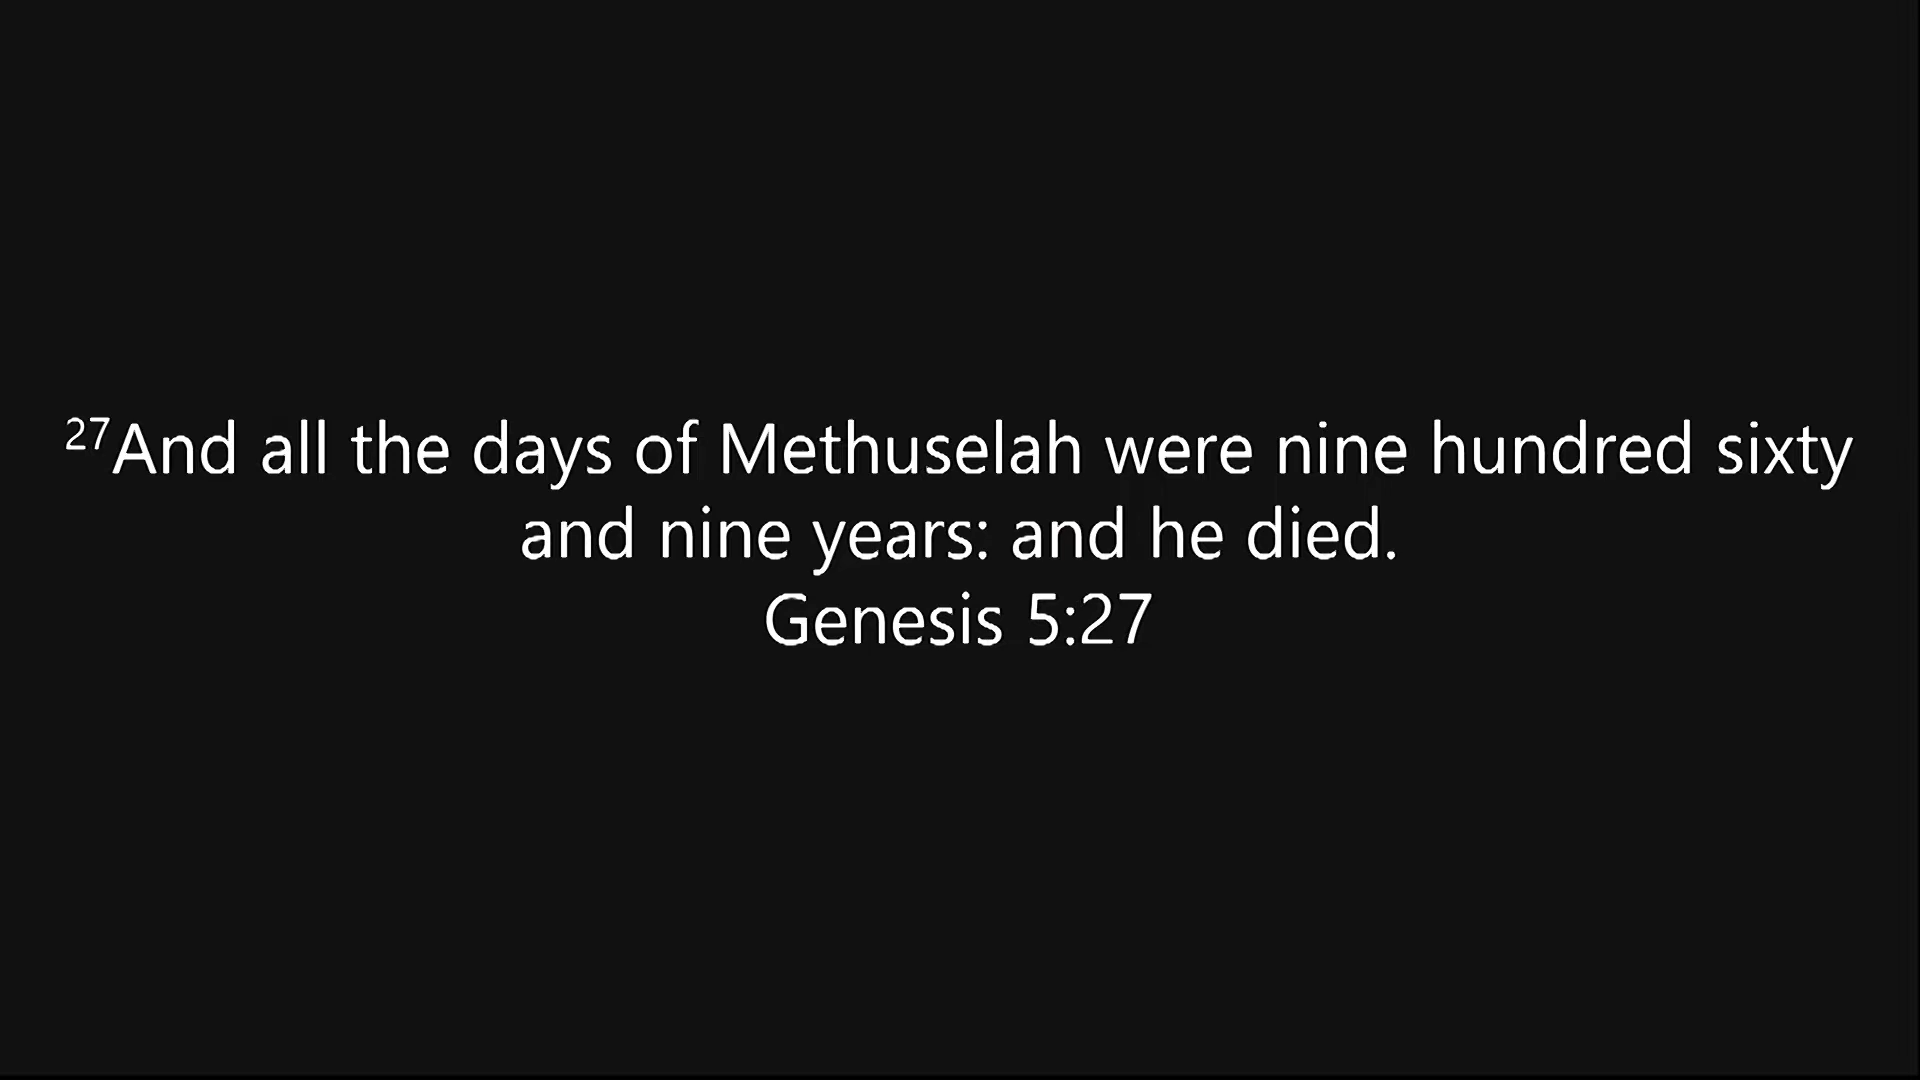 27And all the days of Methuselah were nine hundred sixty
and nine years: and he died.
Genesis 5:27